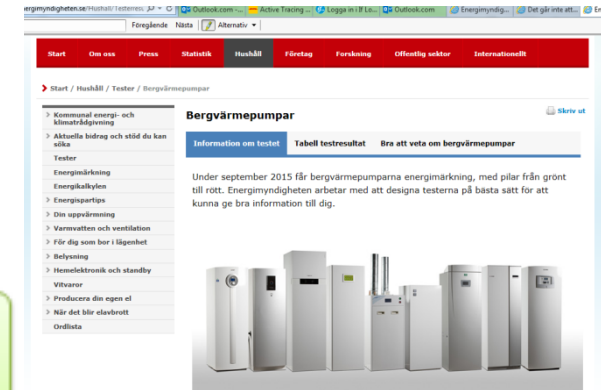 ergimyndigheten.se/Hushall/Testerresu
Outlook.com -...
Active Tracing ...
Logga in i If Lo...
Outlook.com
Energimyndig...
Det går inte att...
Föregående Nästa Alternativ
Start Om oss Press Statistik Hushåll Företag Forskning Offentlig sektor Internationellt
Start / Hushåll / Tester / Bergvärmepumpar
Skriv ut
Kommunal energi- och
klimatrådgivning
Aktuella bidrag och stöd du kan
söka
Tester
Energimärkning
Energikalkylen
Energispartips
Din uppvärmning
Varmvatten och ventilation
För dig som bor i lägenhet
Belysning
Hemelektronik och standby
Vitvaror
Producera din egen el
När det blir elavbrott
Ordlista
Bergvärmepumpar
Information om testet Tabell testresultat Bra att veta om bergvärmepumpar
Under september 2015 får bergvärmepumparna energimärkning, med pilar från grönt
till rött. Energimyndigheten arbetar med att designa testerna på bästa sätt för att
kunna ge bra information till dig.